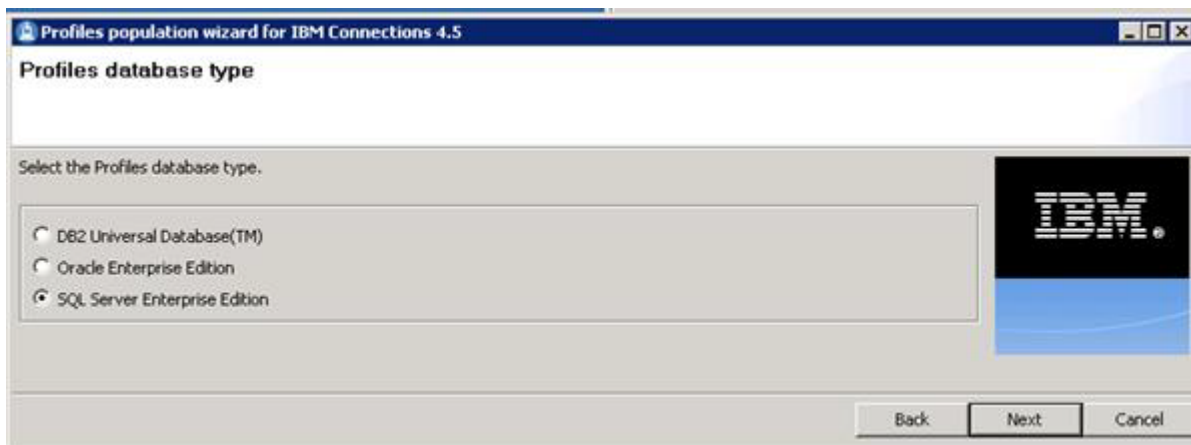 Profiles population wizard for IBM Connections 4.5
Profiles database type
Select the Profiles database type.
DB2 Universal Database(TM)
Oracle Enterprise Edition
SQL Server Enterprise Edition
IBM®
Back
Next
Cancel